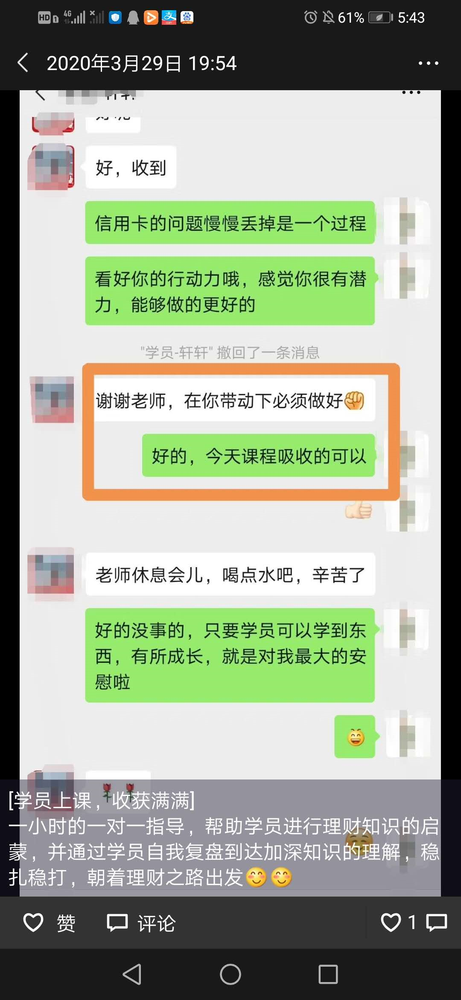 HD 1 4G 61% 5:43
2020年3月29日 19:54
好，收到
信用卡的问题慢慢丢掉是一个过程
看好你的行动力哦，感觉你很有潜
力，能够做的更好的
"学员-轩轩" 撤回了一条消息
谢谢老师，在你带动下必须做好✊
好的，今天课程吸收的可以
👍🏻
老师休息会儿，喝点水吧，辛苦了
好的没事的，只要学员可以学到东
西，有所成长，就是对我最大的安
慰啦
😄
🌹🌹
[学员上课，收获满满]
一小时的一对一指导，帮助学员进行理财知识的启
蒙，并通过学员自我复盘到达加深知识的理解，稳
扎稳打，朝着理财之路出发😊😊
赞 评论 1